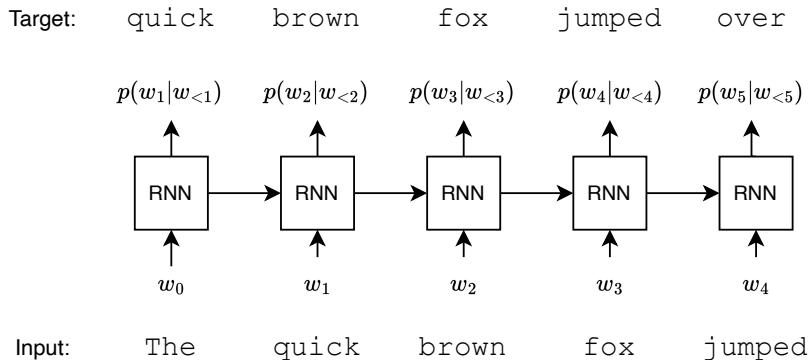 Target: quick brown fox jumped over
p(w₁|w<₁) p(w₂|w<₂) p(w₃|w<₃) p(w₄|w<₄) p(w₅|w<₅)
RNN RNN RNN RNN RNN
w₀ w₁ w₂ w₃ w₄
Input: The quick brown fox jumped